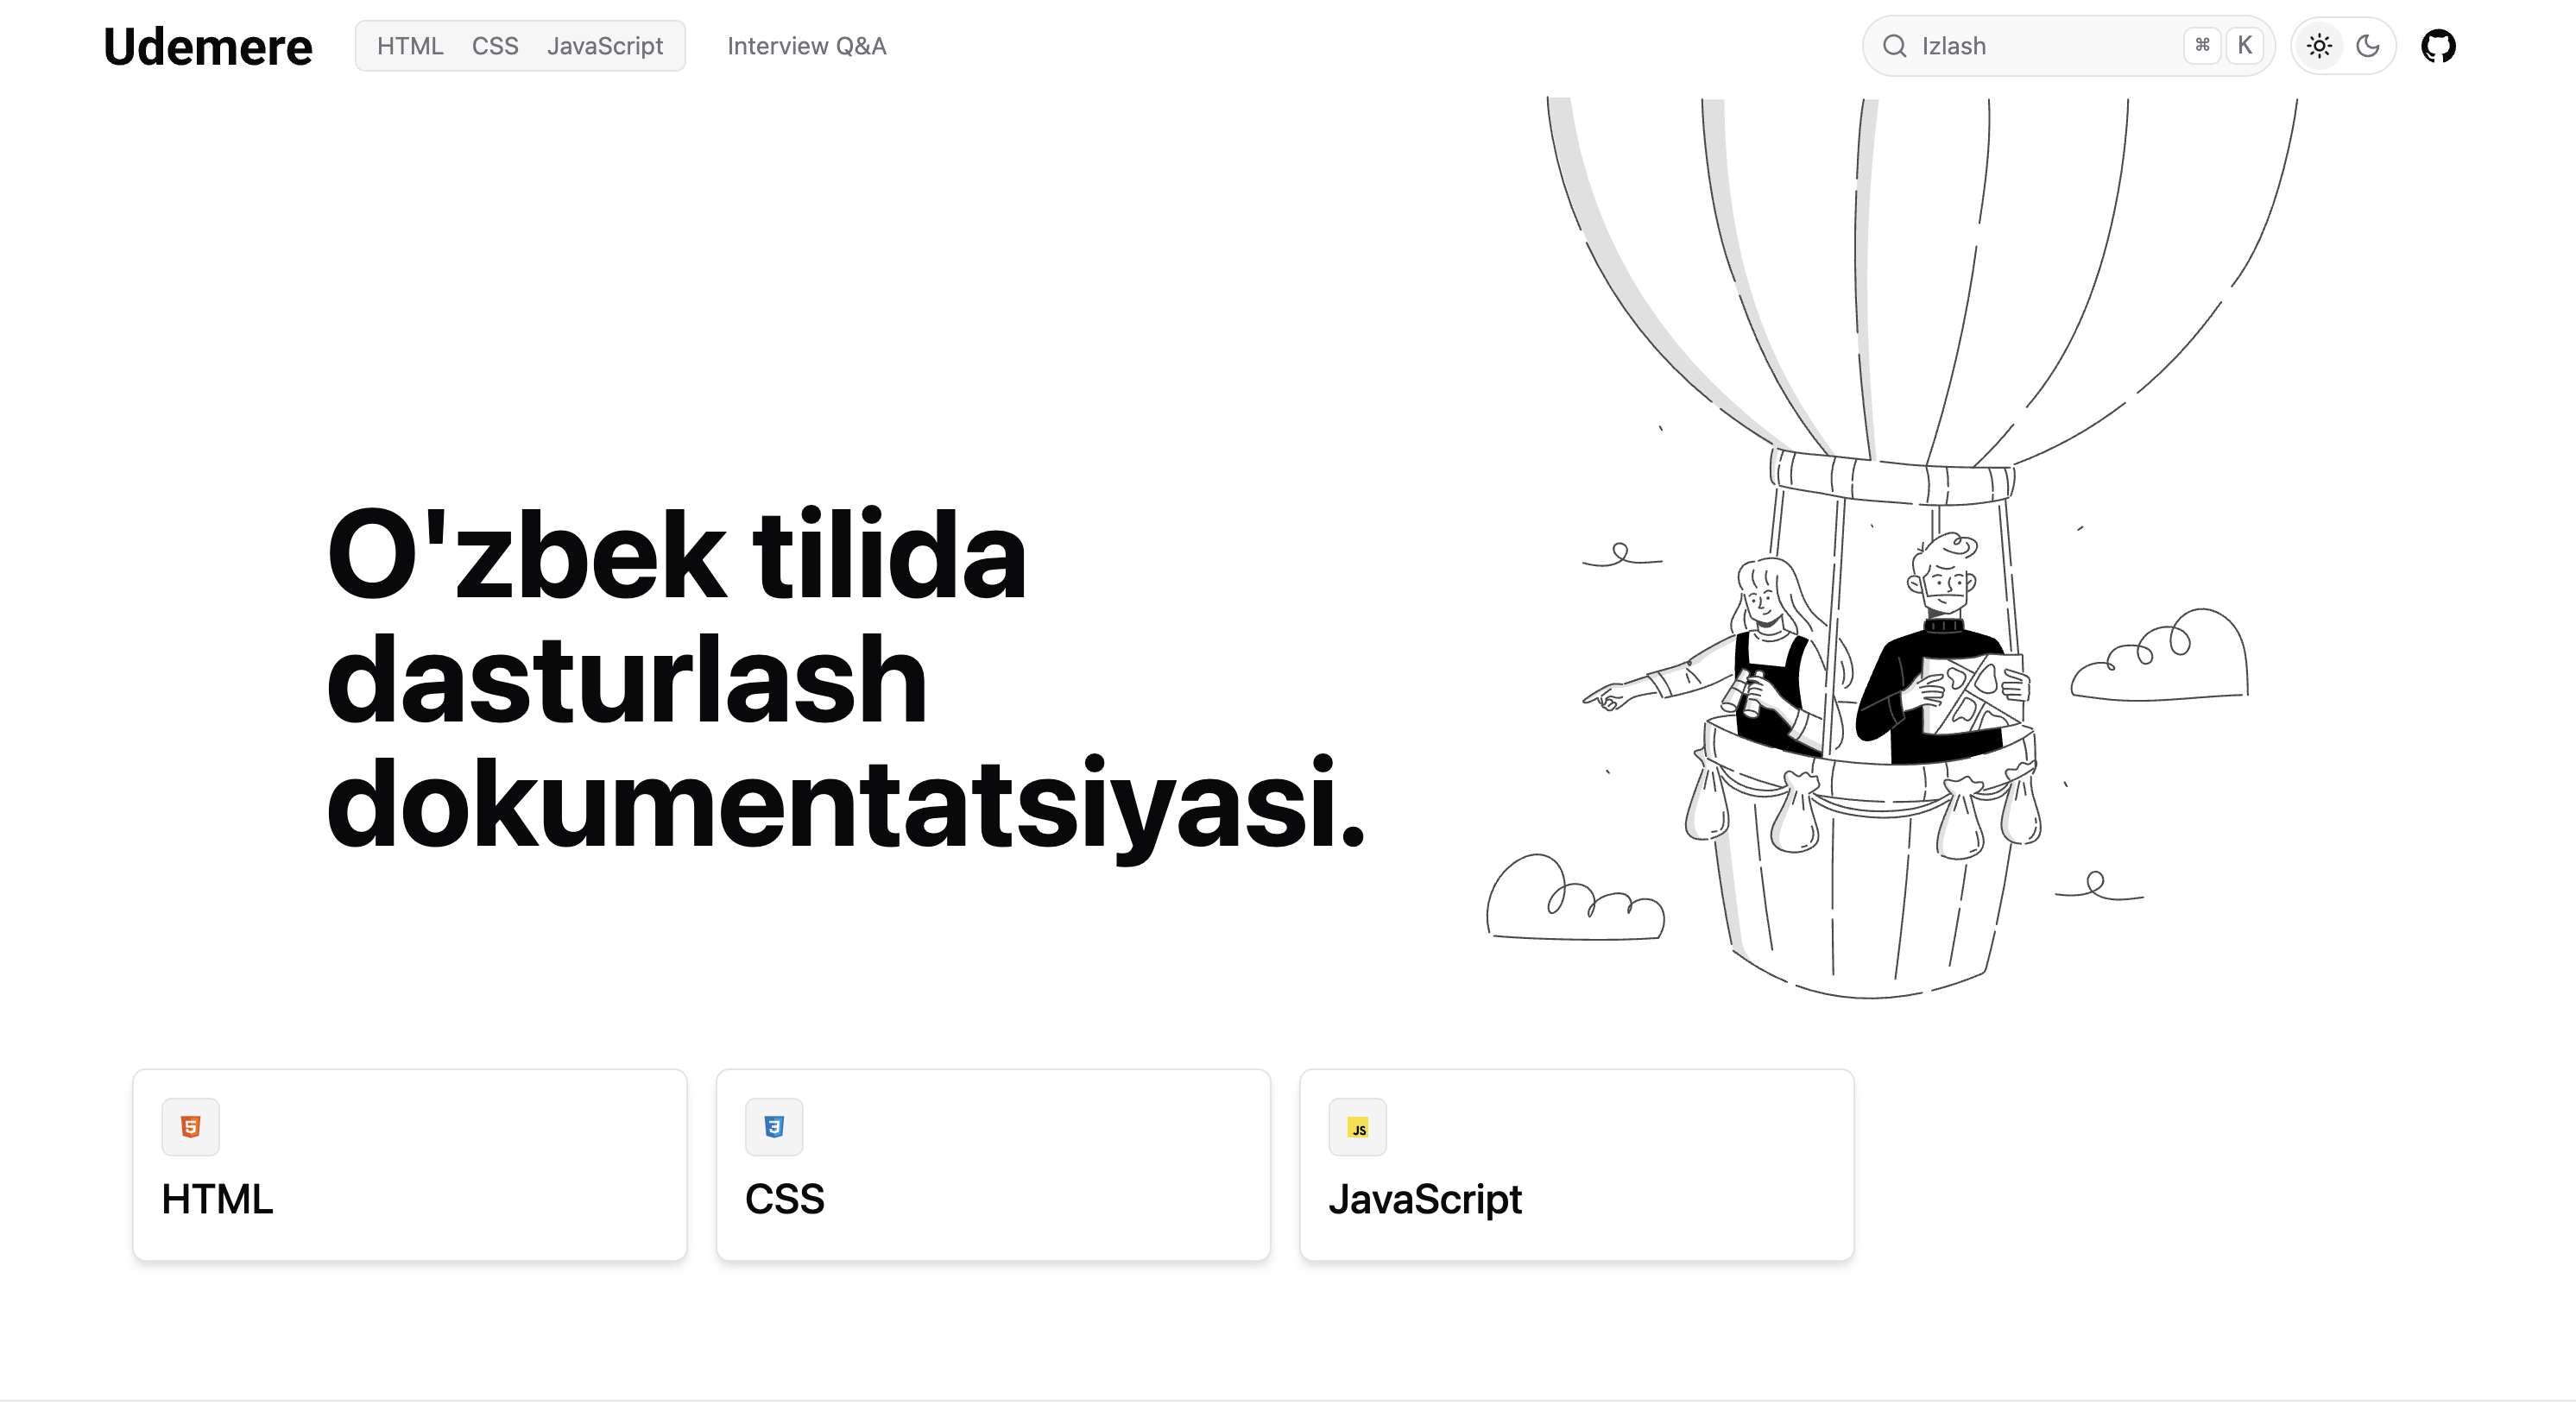 Udemere
HTML CSS JavaScript
Interview Q&A
Izlash
⌘ K
O'zbek tilida
dasturlash
dokumentatsiyasi.
5
HTML
3
CSS
JS
JavaScript